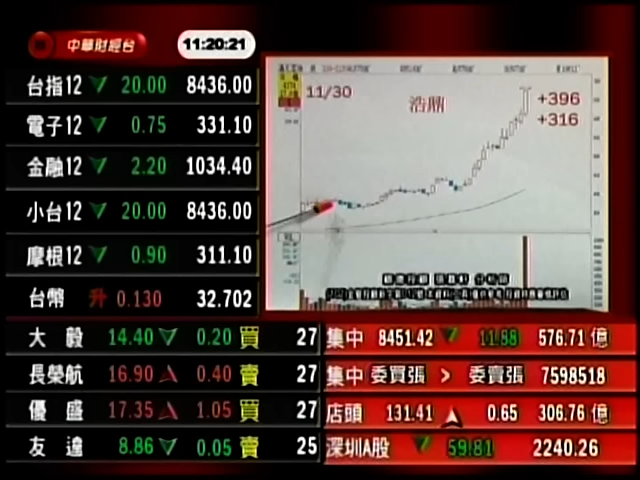 中華財經台 11:20:21
台指12 20.00 8436.00
電子12 0.75 331.10
金融12 2.20 1034.40
小台12 20.00 8436.00
摩根12 0.90 311.10
台幣 升 0.130 32.702
11/30
浩鼎
+396
+316
大毅 14.40 0.20 買 27
長榮航 16.90 0.40 賣 27
優盛 17.35 1.05 買 27
友達 8.86 0.05 賣 25
集中 8451.42 11.88 576.71 億
集中 委買張 > 委賣張 7598518
店頭 131.41 0.65 306.76 億
深圳A股 59.81 2240.26